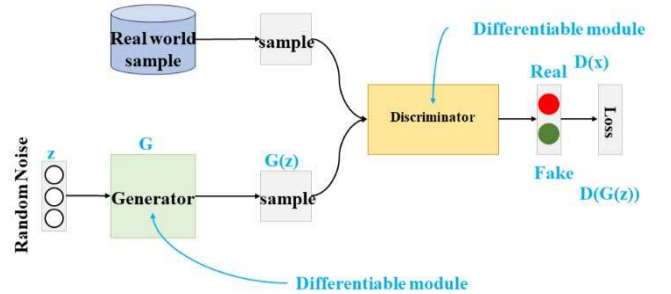 Real world
sample
sample
Differentiable module
Real
D(x)
Discriminator
Loss
Fake
D(G(z))
Random Noise
z
G
Generator
G(z)
sample
Differentiable module